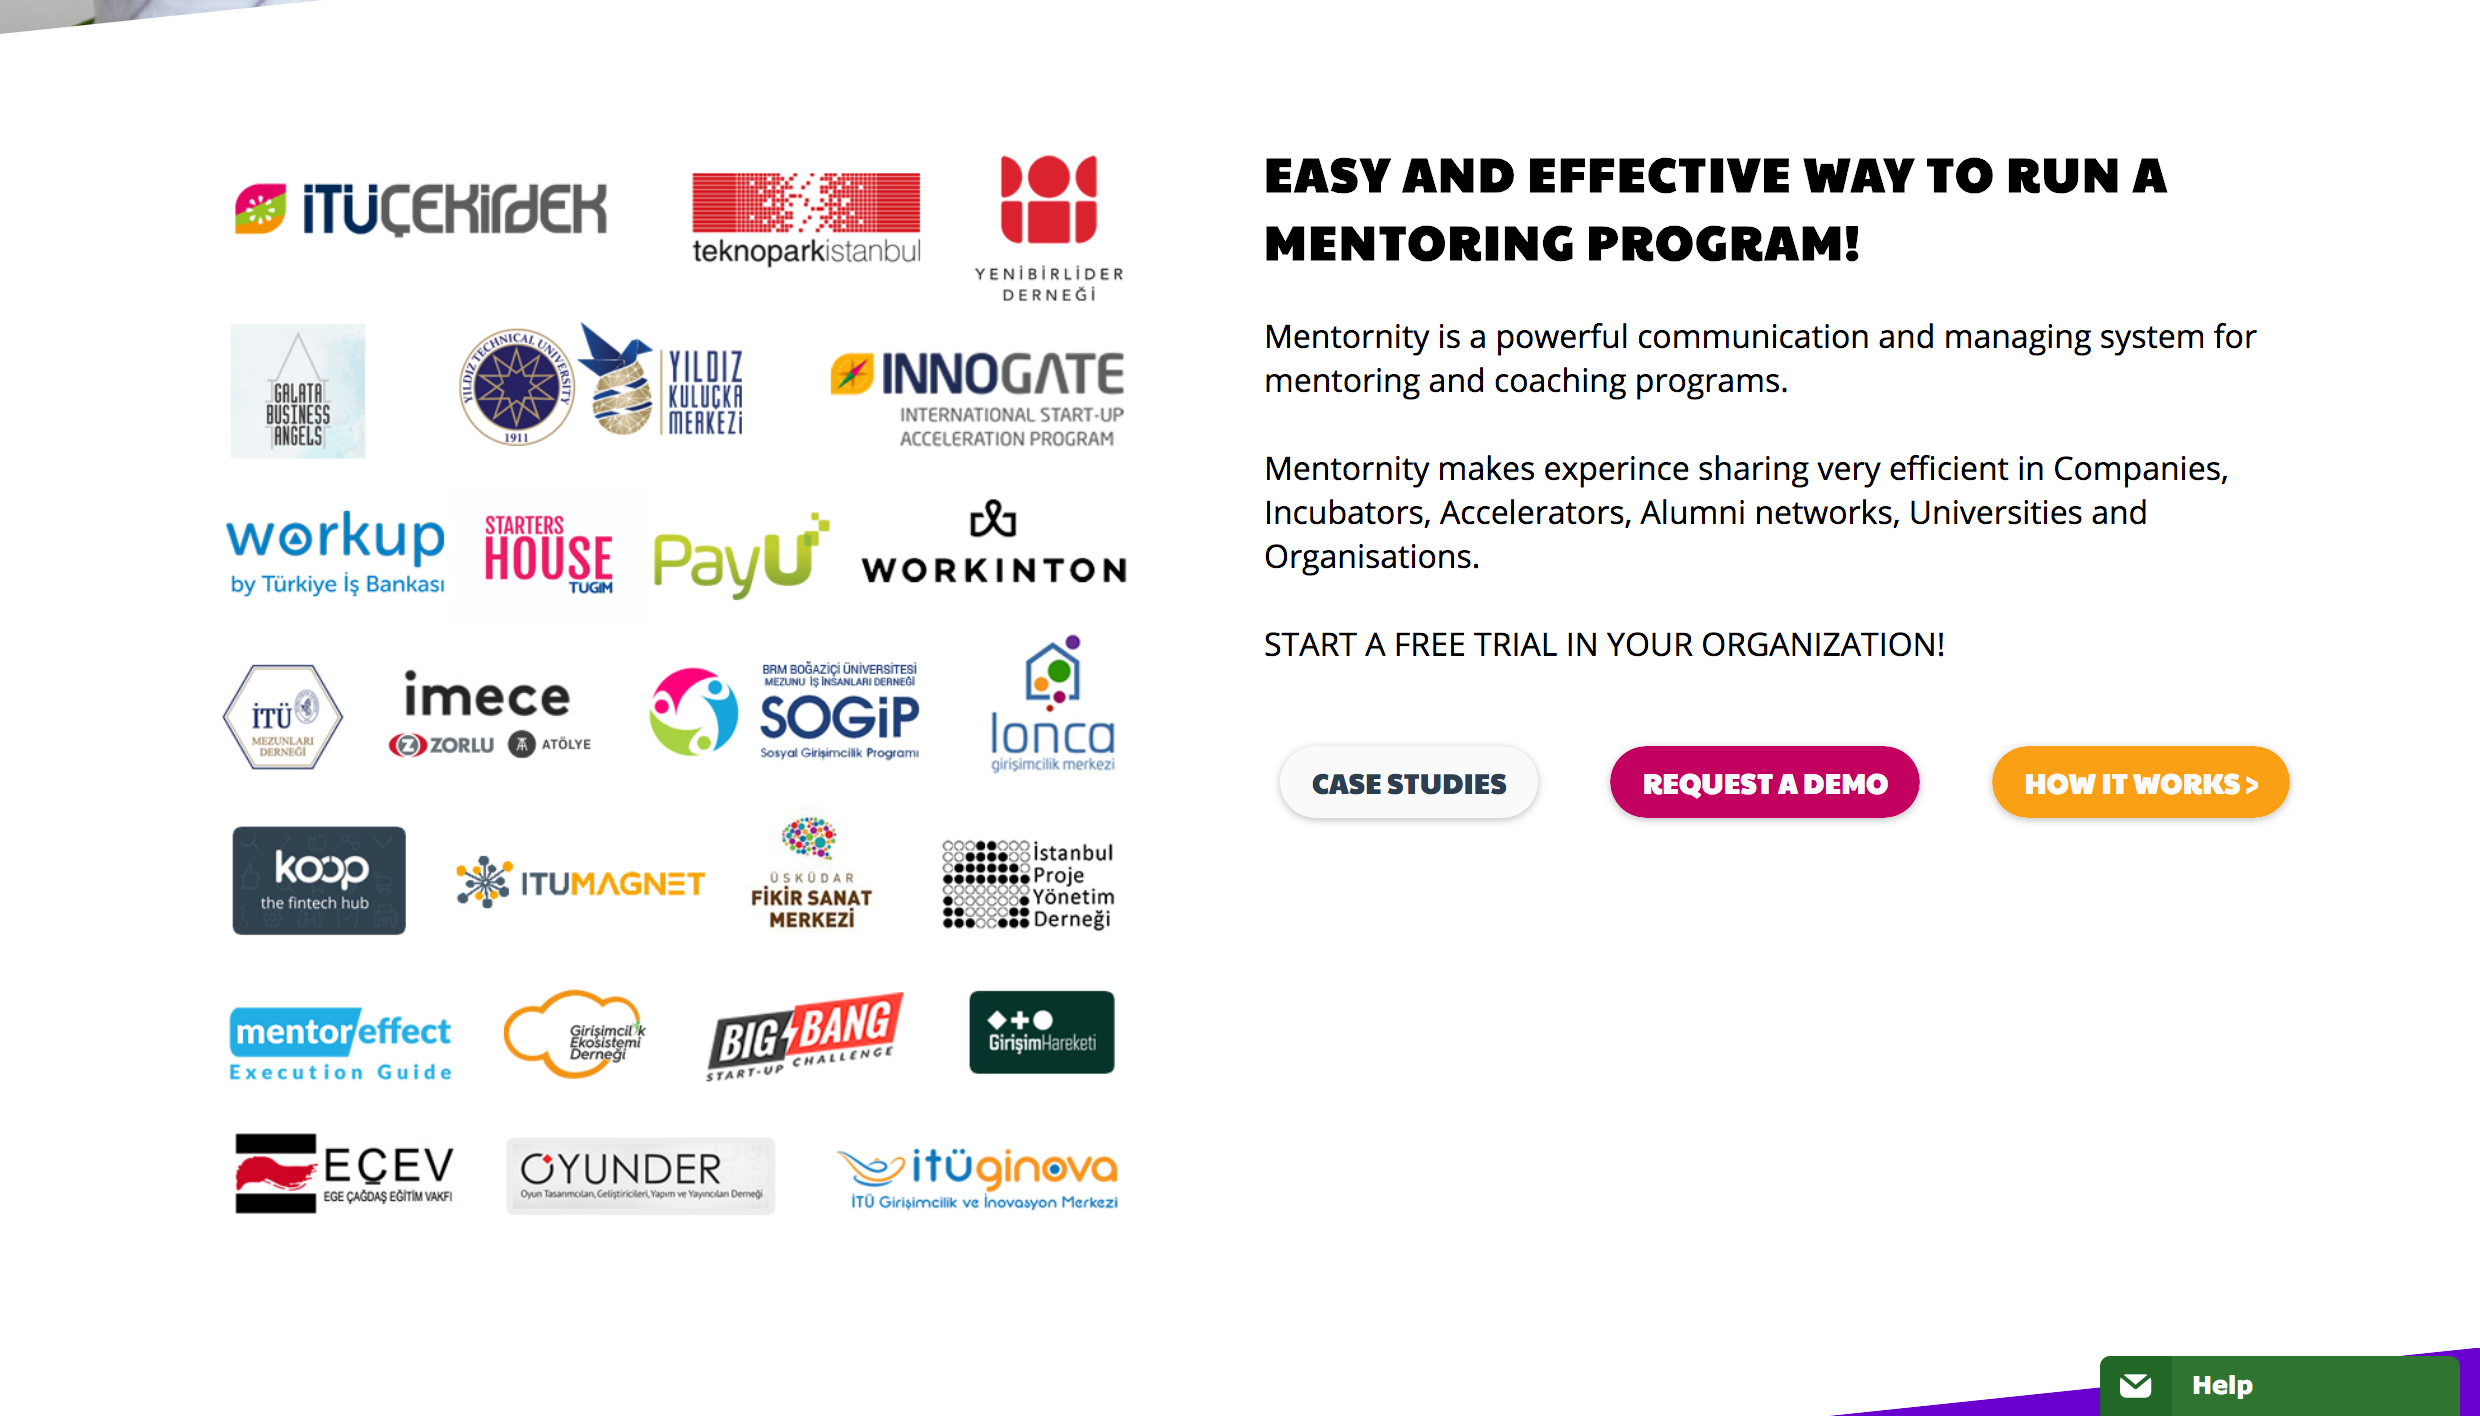 iTÜÇEKiRdEK
teknoparkistanbul
YENİBİRLİDER
DERNEĞİ
GALATA
BUSINESS
ANGELS
YILDIZ TECHNICAL UNIVERSITY
1911
YILDIZ
KULUÇKA
MERKEZİ
INNOGATE
INTERNATIONAL START-UP
ACCELERATION PROGRAM
workup
by Türkiye İş Bankası
STARTERS
HOUSE
TUGİM
PayU
WORKINTON
İTÜ
MEZUNLARI
DERNEĞİ
imece
ZORLU ATÖLYE
BRM BOĞAZİÇİ ÜNİVERSİTESİ
MEZUNU İŞ İNSANLARI DERNEĞİ
SOGİP
Sosyal Girişimcilik Programı
lonca
girişimcilik merkezi
koop
the fintech hub
ITUMAGNET
ÜSKÜDAR
FİKİR SANAT
MERKEZİ
İstanbul
Proje
Yönetim
Derneği
mentoreffect
Execution Guide
Girişimcilik
Ekosistemi
Derneği
BIG BANG
START-UP CHALLENGE
GirişimHareketi
EÇEV
EGE ÇAĞDAŞ EĞİTİM VAKFI
OYUNDER
Oyun Tasarımcıları, Geliştiricileri, Yapım ve Yayıncıları Derneği
itüginova
İTÜ Girişimcilik ve İnovasyon Merkezi
EASY AND EFFECTIVE WAY TO RUN A
MENTORING PROGRAM!
Mentornity is a powerful communication and managing system for
mentoring and coaching programs.
Mentornity makes experince sharing very efficient in Companies,
Incubators, Accelerators, Alumni networks, Universities and
Organisations.
START A FREE TRIAL IN YOUR ORGANIZATION!
CASE STUDIES
REQUEST A DEMO
HOW IT WORKS >
Help